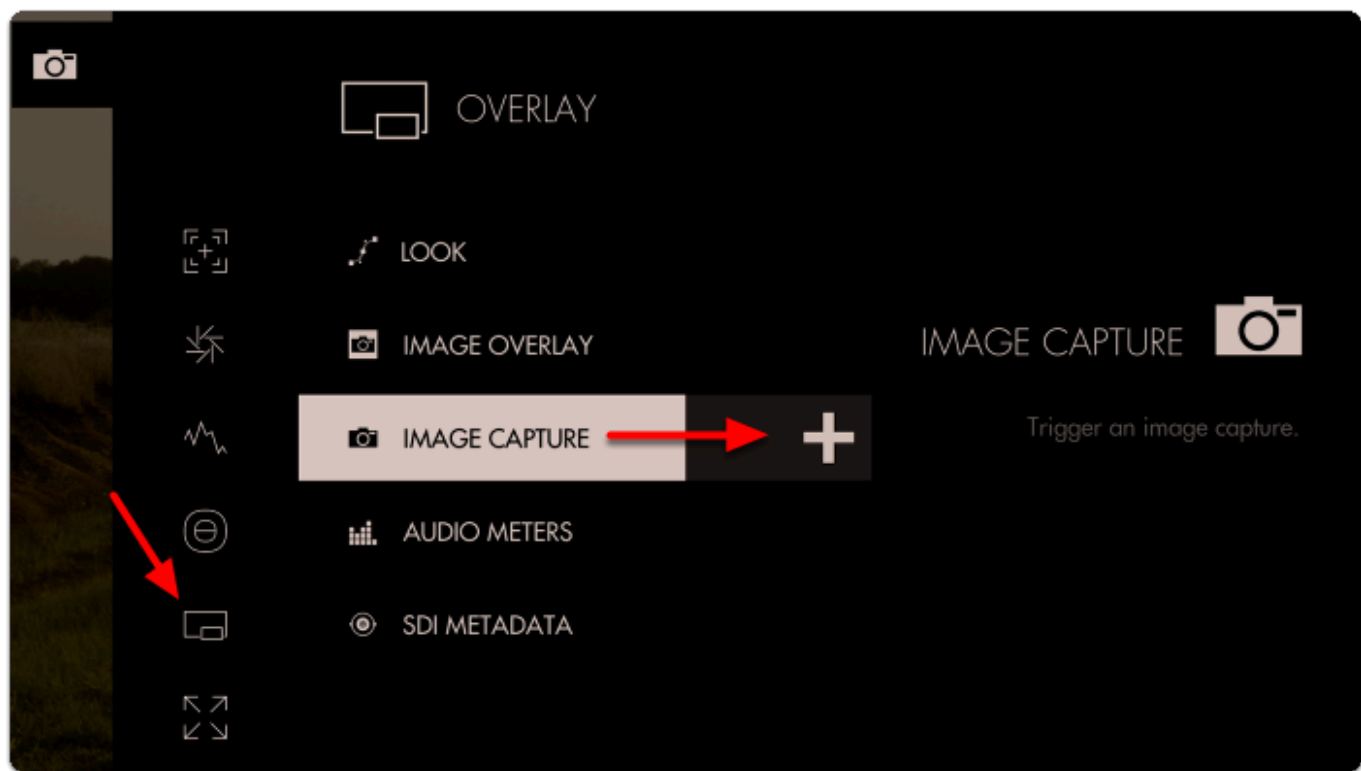 OVERLAY
LOOK
IMAGE OVERLAY
IMAGE CAPTURE
AUDIO METERS
SDI METADATA
IMAGE CAPTURE
Trigger an image capture.